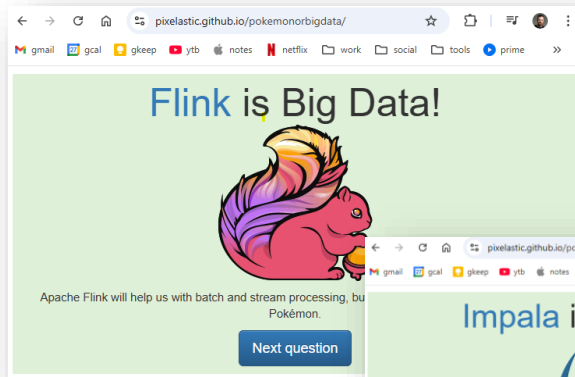 pixelastic.github.io/pokemonorbigdata/
gmail gcal gkeep ytb notes netflix work social tools prime
Flink is Big Data!
Apache Flink will help us with batch and stream processing, bu
Pokémon.
Next question
pixelastic.github.io/po
gmail gcal gkeep ytb notes
Impala i